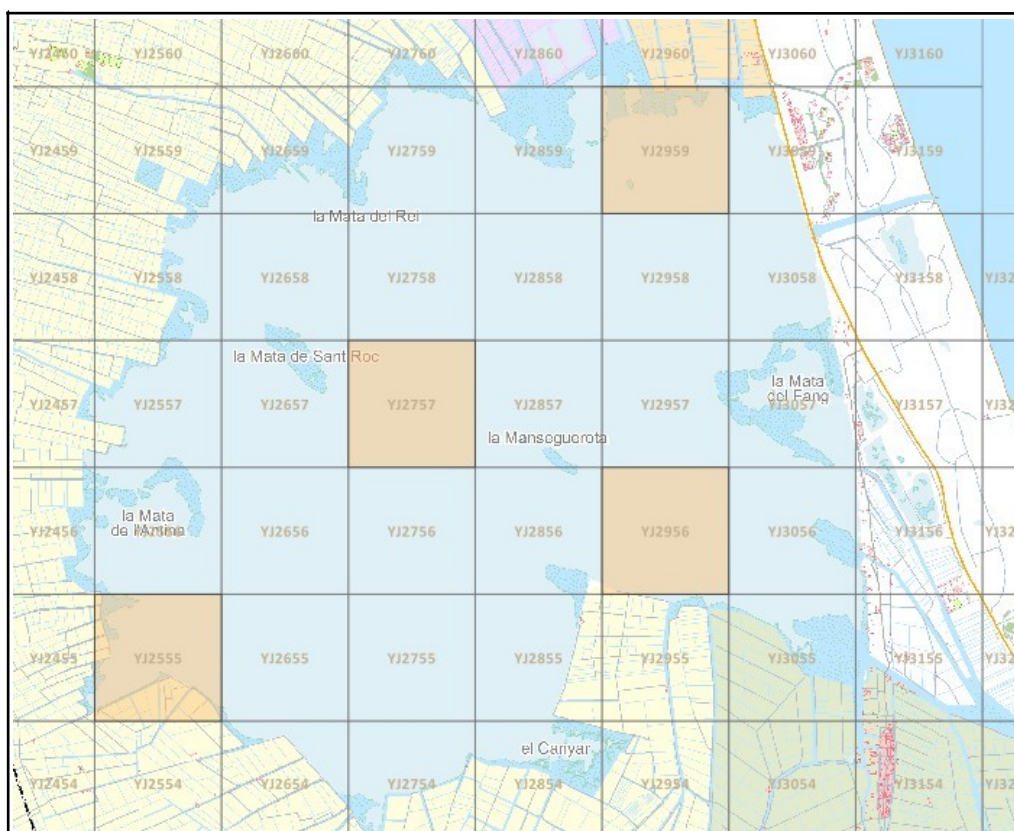 YJ2460 YJ2560 YJ2660 YJ2760 YJ2860 YJ2960 YJ3060 YJ3160
YJ2459 YJ2559 YJ2659 YJ2759 YJ2859 YJ2959 YJ3059 YJ3159
la Mata del Rei
YJ2458 YJ2558 YJ2658 YJ2758 YJ2858 YJ2958 YJ3058 YJ3158
la Mata de Sant Roc
la Mata
del Fang
YJ2457 YJ2557 YJ2657 YJ2757 YJ2857 YJ2957 YJ3057 YJ3157
la Manseguerota
la Mata
de l'Antina
YJ2456 YJ2556 YJ2656 YJ2756 YJ2856 YJ2956 YJ3056 YJ3156
YJ2455 YJ2555 YJ2655 YJ2755 YJ2855 YJ2955 YJ3055 YJ3155
el Canyar
YJ2454 YJ2554 YJ2654 YJ2754 YJ2854 YJ2954 YJ3054 YJ3154